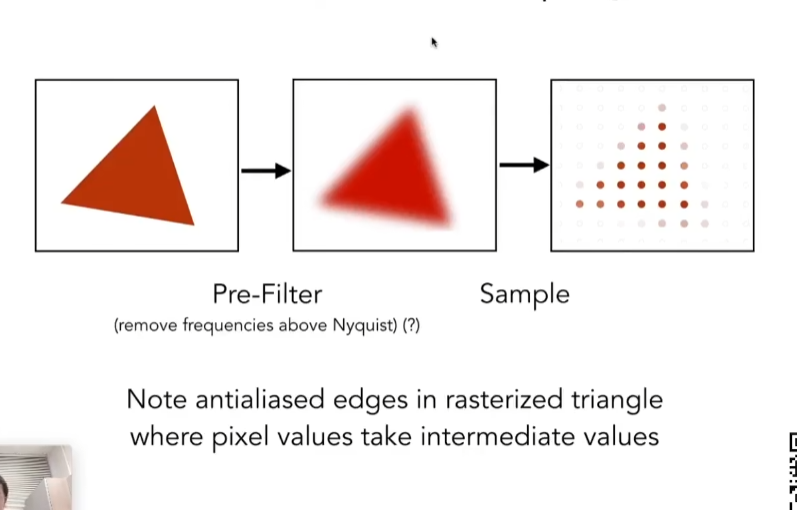 Pre-Filter
Sample
(remove frequencies above Nyquist) (?)
Note antialiased edges in rasterized triangle
where pixel values take intermediate values